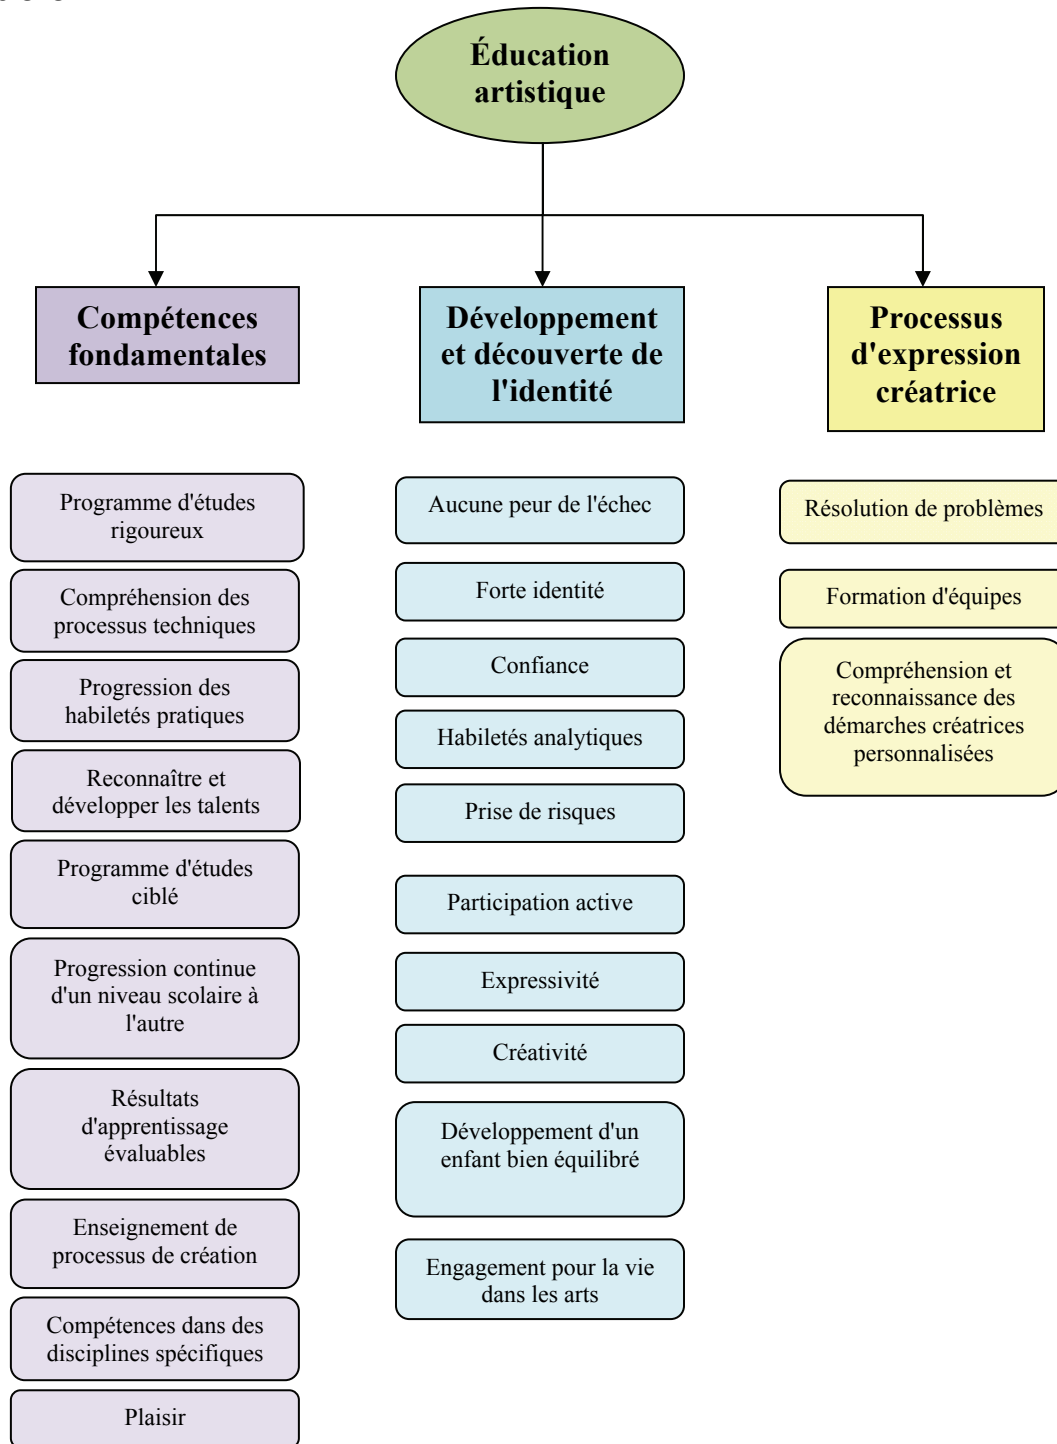 Éducation
artistique
Compétences
fondamentales
Programme d'études
rigoureux
Compréhension des
processus techniques
Progression des
habiletés pratiques
Reconnaître et
développer les talents
Programme d'études
ciblé
Progression continue
d'un niveau scolaire à
l'autre
Résultats
d'apprentissage
évaluables
Enseignement de
processus de création
Compétences dans des
disciplines spécifiques
Plaisir
Développement
et découverte de
l'identité
Aucune peur de l'échec
Forte identité
Confiance
Habiletés analytiques
Prise de risques
Participation active
Expressivité
Créativité
Développement d'un
enfant bien équilibré
Engagement pour la vie
dans les arts
Processus
d'expression
créatrice
Résolution de problèmes
Formation d'équipes
Compréhension et
reconnaissance des
démarches créatrices
personnalisées